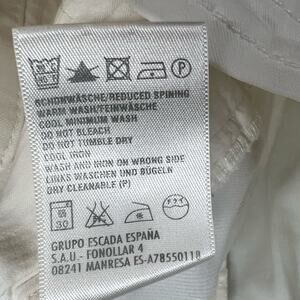 P
SCHONWÄSCHE/REDUCED SPINING
WARM WASH/FEINWÄSCHE
COOL MINIMUM WASH
DO NOT BLEACH
DO NOT TUMBLE DRY
COOL IRON
WASH AND IRON ON WRONG SIDE
LINKS WASCHEN UND BÜGELN
DRY CLEANABLE (P)
30
GRUPO ESCADA ESPAÑA
S.A.U.- FONOLLAR 4
08241 MANRESA ES-A78550118